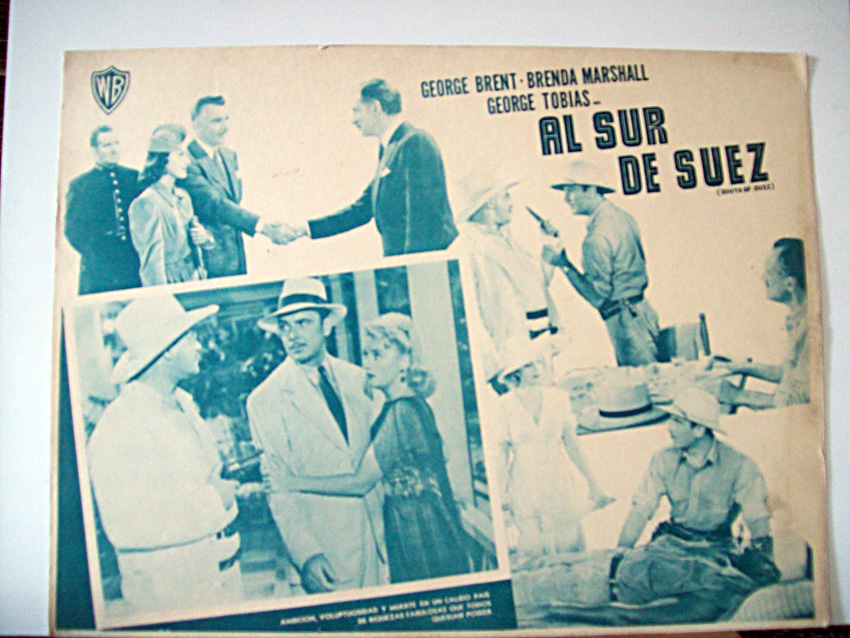 WB
GEORGE BRENT - BRENDA MARSHALL
GEORGE TOBIAS --
AL SUR
DE SUEZ
(SOUTH OF SUEZ)
AMBICION, VOLUPTUOSIDAD Y MUERTE EN UN CALIDO PAIS
DE RIQUEZAS FABULOSAS QUE TODOS
QUERIAN POSEER